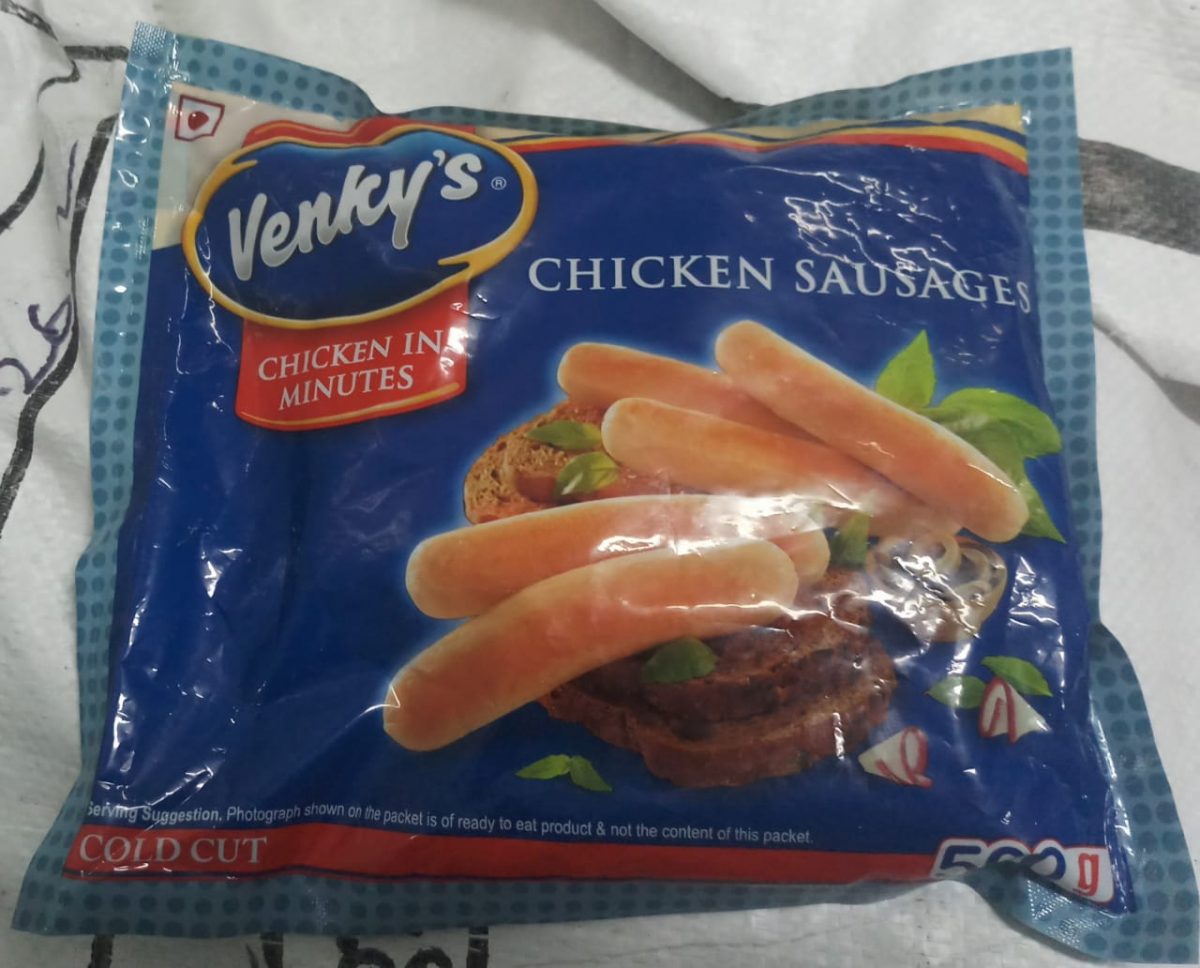 Venky's®
CHICKEN IN
MINUTES
CHICKEN SAUSAGES
Serving Suggestion. Photograph shown on the packet is of ready to eat product & not the content of this packet.
COLD CUT
500g